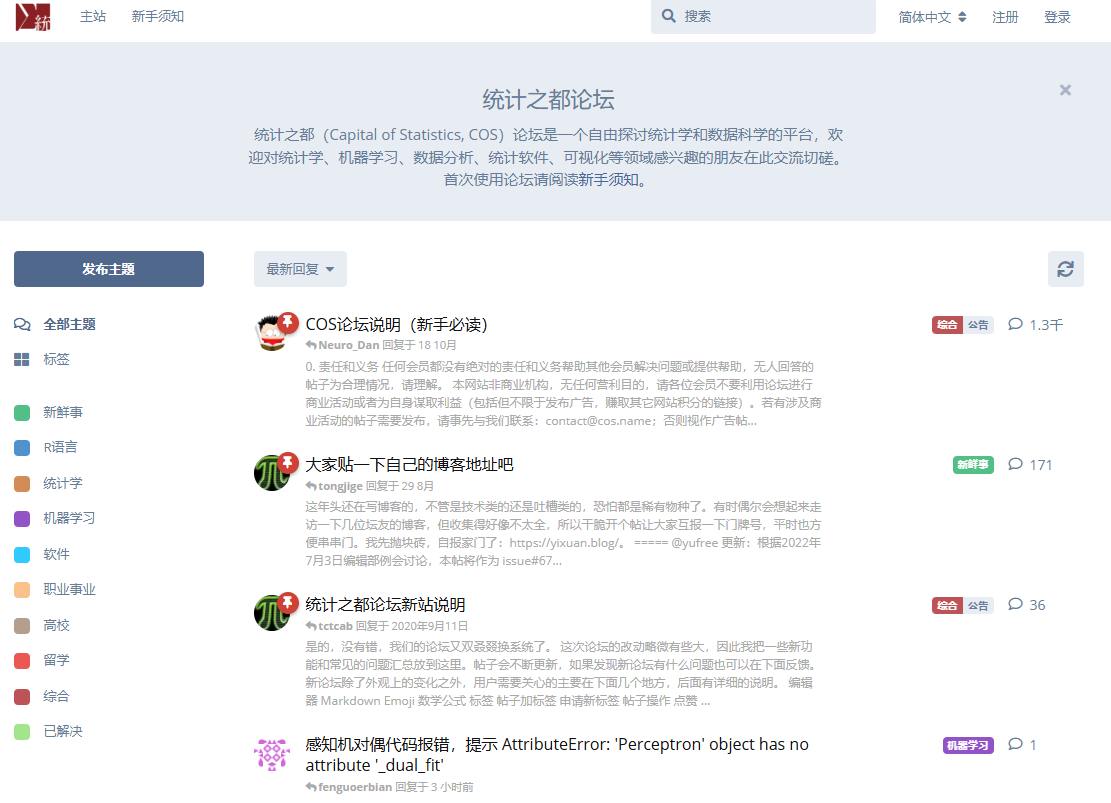 統
主站 新手须知 搜索 简体中文 注册 登录
统计之都论坛
统计之都（Capital of Statistics, COS）论坛是一个自由探讨统计学和数据科学的平台，欢
迎对统计学、机器学习、数据分析、统计软件、可视化等领域感兴趣的朋友在此交流切磋。
首次使用论坛请阅读新手须知。
发布主题
最新回复
全部主题
标签
新鲜事
R语言
统计学
机器学习
软件
职业事业
高校
留学
综合
已解决
COS论坛说明（新手必读）
综合 公告 1.3千
Neuro_Dan 回复于 18 10月
0. 责任和义务 任何会员都没有绝对的责任和义务帮助其他会员解决问题或提供帮助，无人回答的
帖子为合理情况，请理解。 本网站非商业机构，无任何营利目的，请各位会员不要利用论坛进行
商业活动或者为自身谋取利益（包括但不限于发布广告，赚取其它网站积分的链接）。若有涉及商
业活动的帖子需要发布，请事先与我们联系：contact@cos.name；否则视作广告帖...
大家贴一下自己的博客地址吧
新鲜事 171
tongjige 回复于 29 8月
这年头还在写博客的，不管是技术类的还是吐槽类的，恐怕都是稀有物种了。有时偶尔会想起来走
访一下几位坛友的博客，但收集得好像不太全，所以干脆开个帖让大家互报一下门牌号，平时也方
便串串门。我先抛块砖，自报家门了：https://yixuan.blog/。 ===== @yufree 更新：根据2022年
7月3日编辑部例会讨论，本帖将作为 issue#67...
统计之都论坛新站说明
综合 公告 36
tctcab 回复于 2020年9月11日
是的，没有错，我们的论坛又双叒叕换系统了。 这次论坛的改动略微有些大，因此我把一些新功
能和常见的问题汇总放到这里。帖子会不断更新，如果发现新论坛有什么问题也可以在下面反馈。
新论坛除了外观上的变化之外，用户需要关心的主要在下面几个地方，后面有详细的说明。 编辑
器 Markdown Emoji 数学公式 标签 帖子加标签 申请新标签 帖子操作 点赞 ...
感知机对偶代码报错，提示 AttributeError: 'Perceptron' object has no
attribute '_dual_fit'
机器学习 1
fenguoerbian 回复于 3 小时前